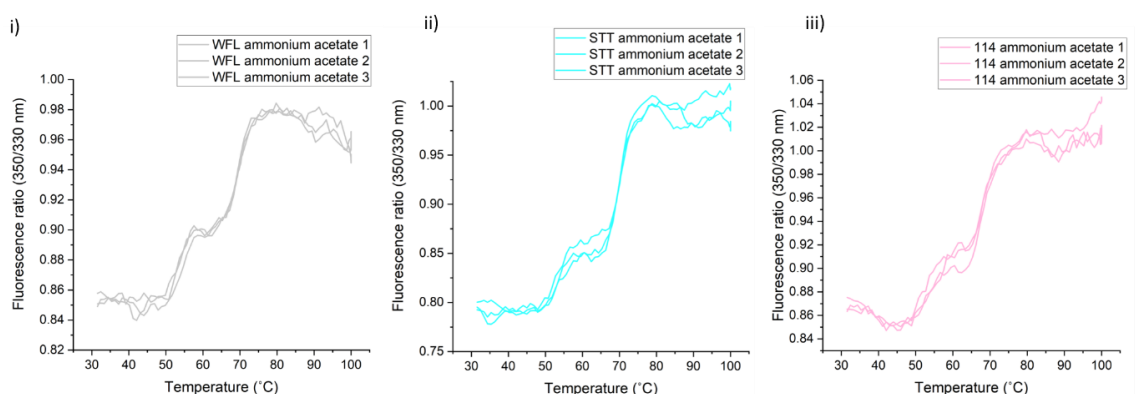 i)
WFL ammonium acetate 1
WFL ammonium acetate 2
WFL ammonium acetate 3
1.00
0.98
0.96
0.94
0.92
0.90
0.88
0.86
0.84
0.82
Fluorescence ratio (350/330 nm)
30 40 50 60 70 80 90 100
Temperature (˚C)
ii)
STT ammonium acetate 1
STT ammonium acetate 2
STT ammonium acetate 3
1.00
0.95
0.90
0.85
0.80
0.75
Fluorescence ratio (350/330 nm)
30 40 50 60 70 80 90 100
Temperature (˚C)
iii)
114 ammonium acetate 1
114 ammonium acetate 2
114 ammonium acetate 3
1.06
1.04
1.02
1.00
0.98
0.96
0.94
0.92
0.90
0.88
0.86
0.84
Fluorescence ratio (350/330 nm)
30 40 50 60 70 80 90 100
Temperature (˚C)